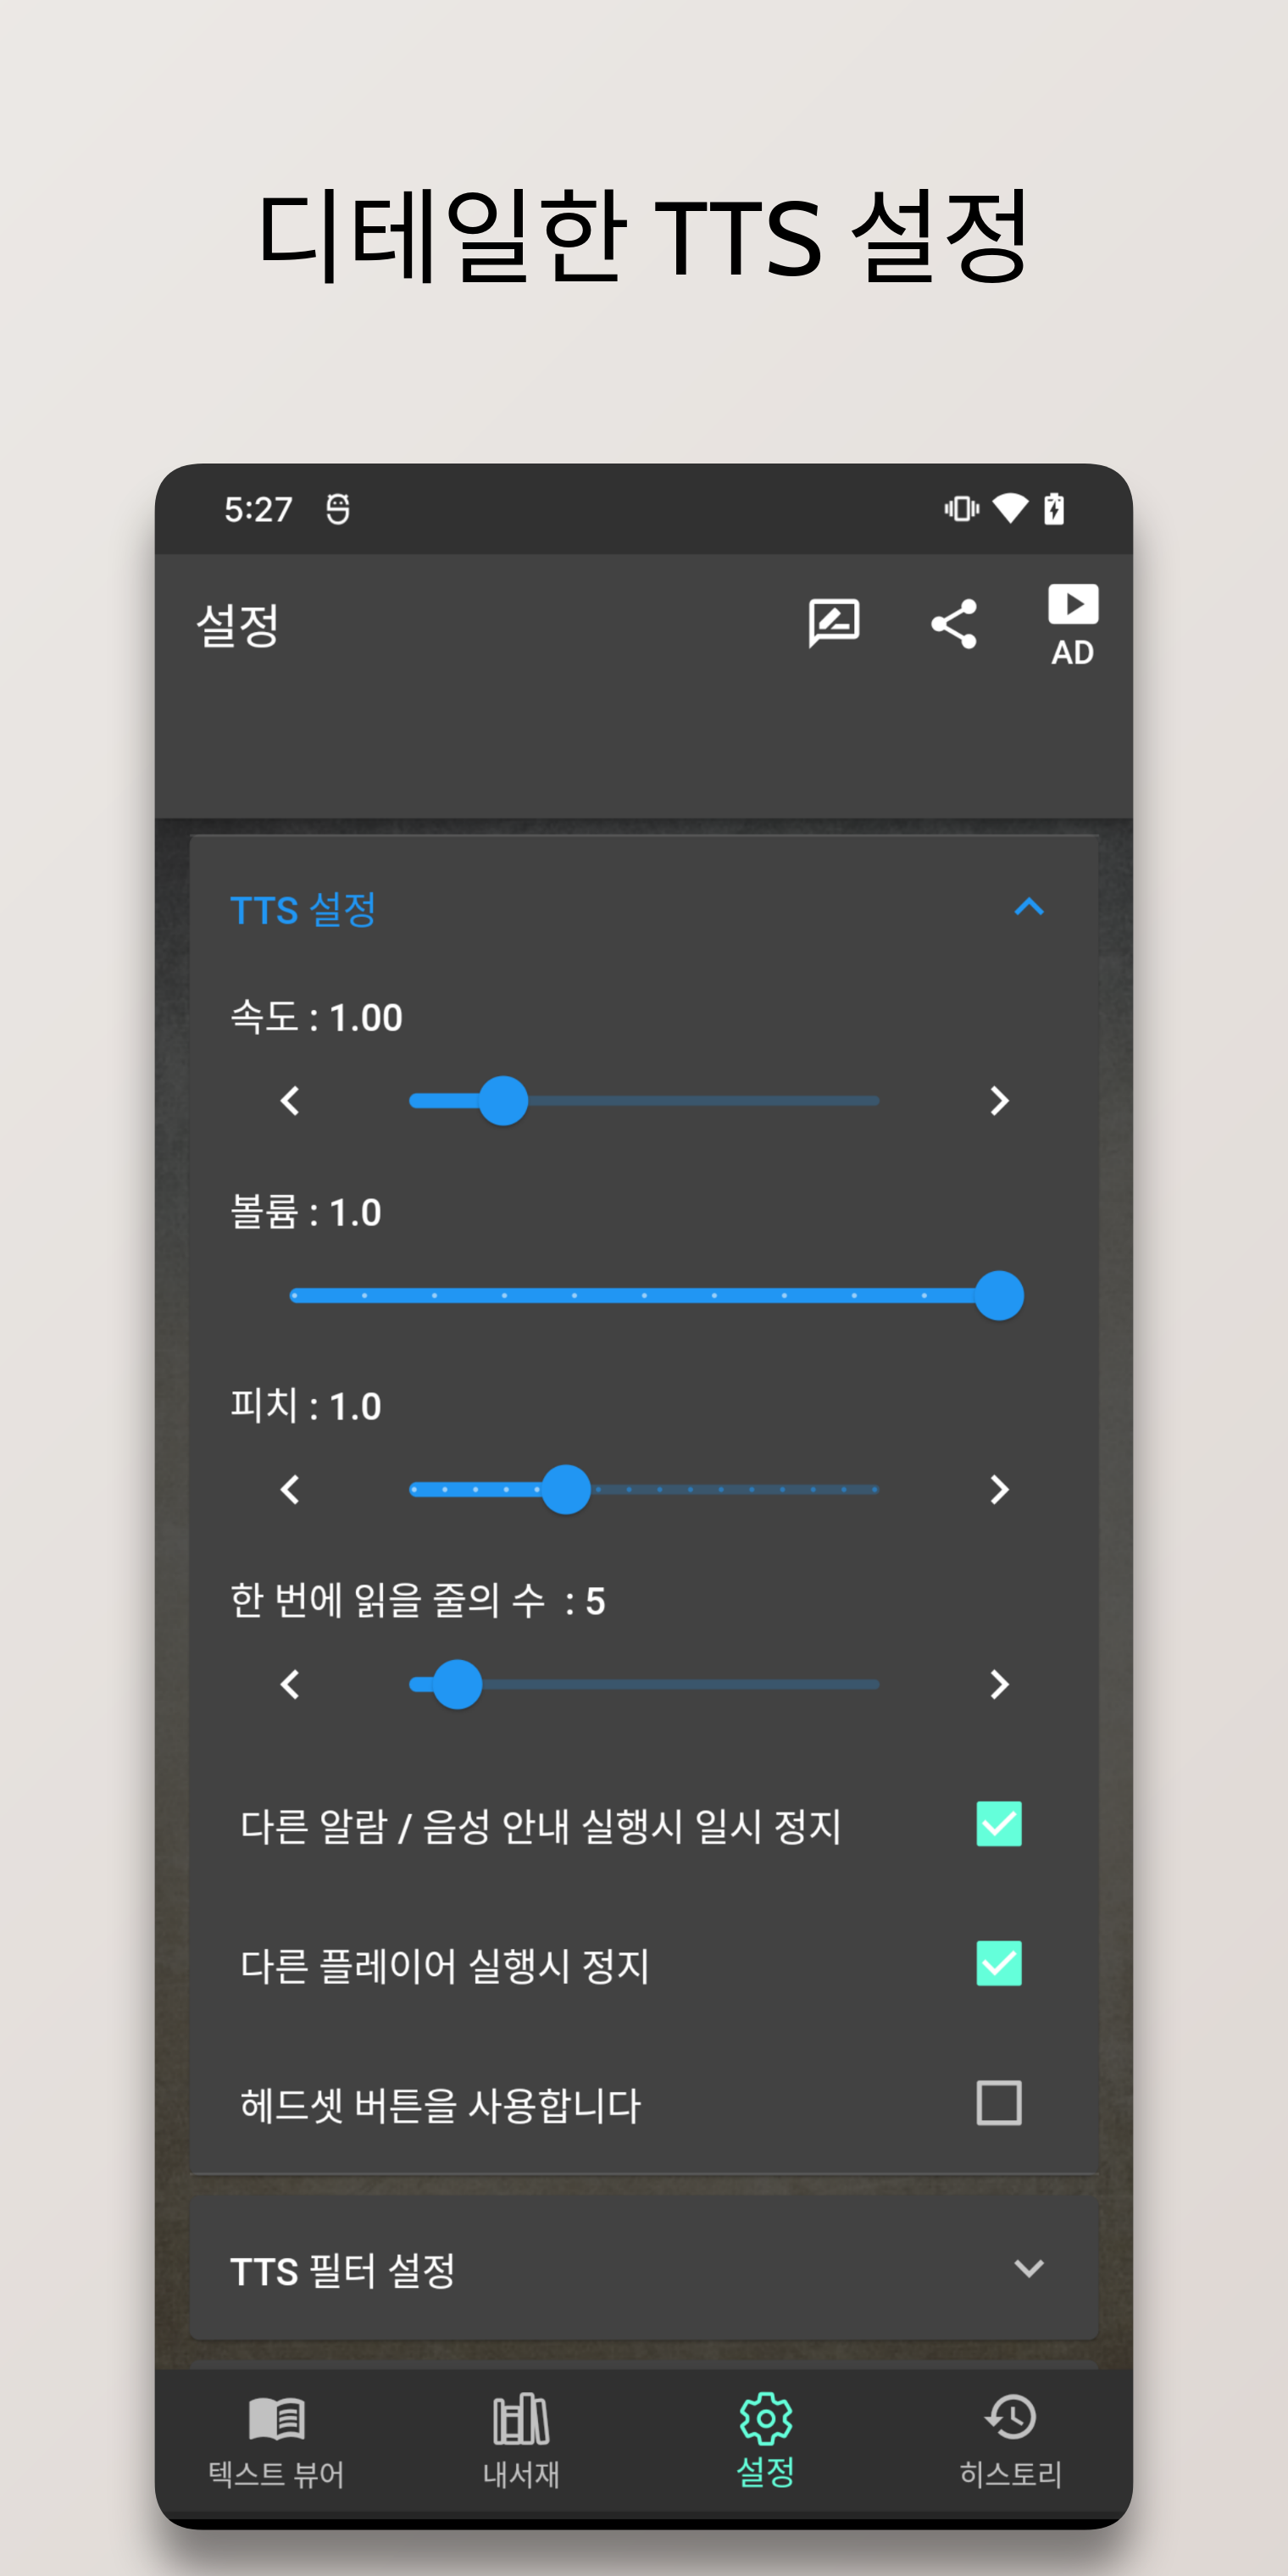 디테일한 TTS 설정
5:27
설정
AD
TTS 설정
속도 : 1.00
볼륨 : 1.0
피치 : 1.0
한 번에 읽을 줄의 수 : 5
다른 알람 / 음성 안내 실행시 일시 정지
다른 플레이어 실행시 정지
헤드셋 버튼을 사용합니다
TTS 필터 설정
텍스트 뷰어
내서재
설정
히스토리